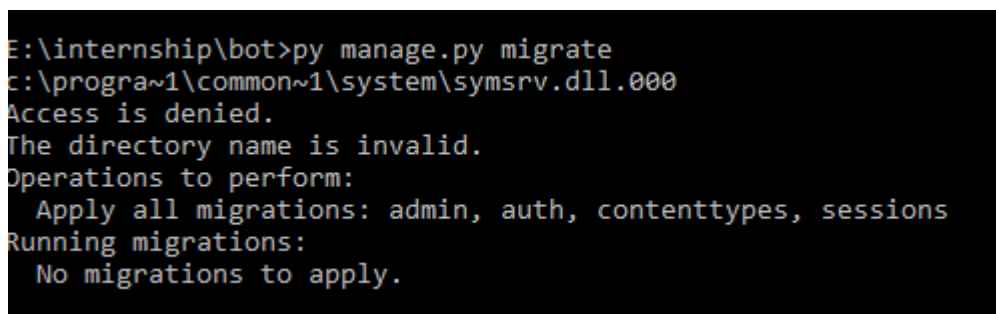 E:\internship\bot>py manage.py migrate
c:\progra~1\common~1\system\symsrv.dll.000
Access is denied.
The directory name is invalid.
Operations to perform:
  Apply all migrations: admin, auth, contenttypes, sessions
Running migrations:
  No migrations to apply.